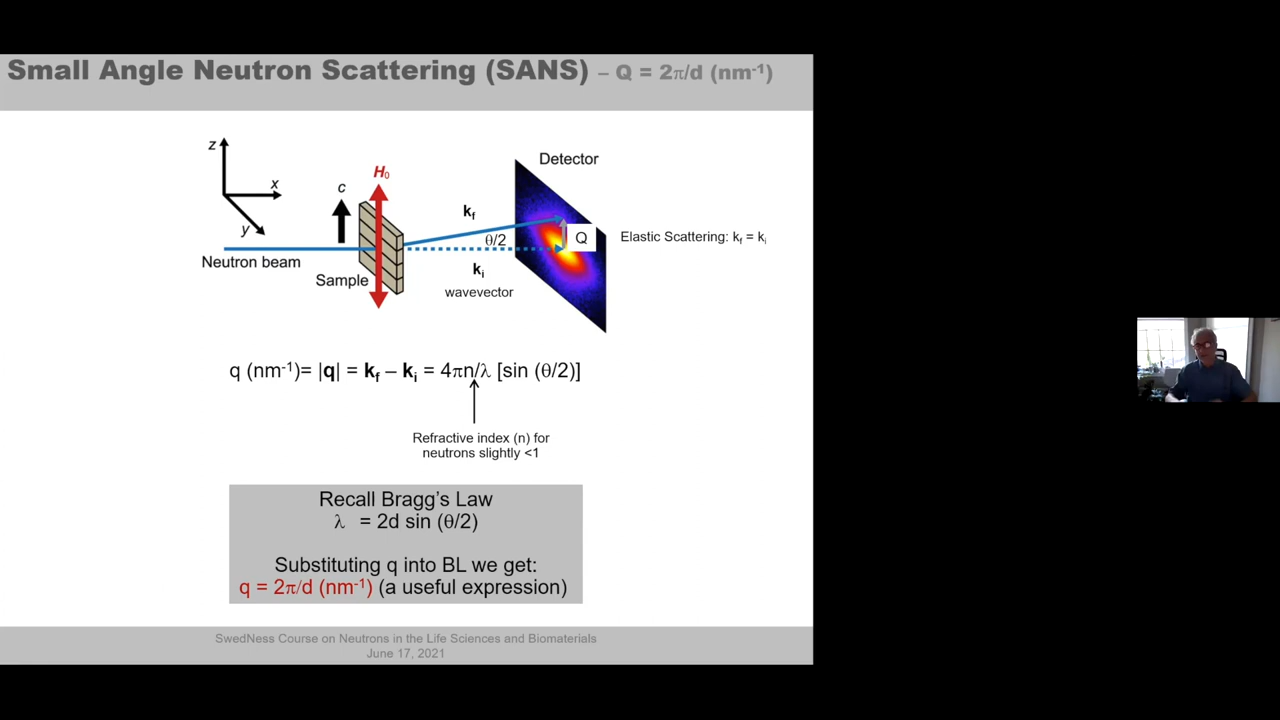 Small Angle Neutron Scattering (SANS) – Q = 2π/d (nm⁻¹)
z
x
y
c
H₀
Detector
k_f
θ/2
Q
Elastic Scattering: k_f = k_i
Neutron beam
Sample
k_i
wavevector
q (nm⁻¹)= |q| = k_f – k_i = 4πn/λ [sin (θ/2)]
Refractive index (n) for
neutrons slightly <1
Recall Bragg's Law
λ = 2d sin (θ/2)
Substituting q into BL we get:
q = 2π/d (nm⁻¹) (a useful expression)
SwedNess Course on Neutrons in the Life Sciences and Biomaterials
June 17, 2021